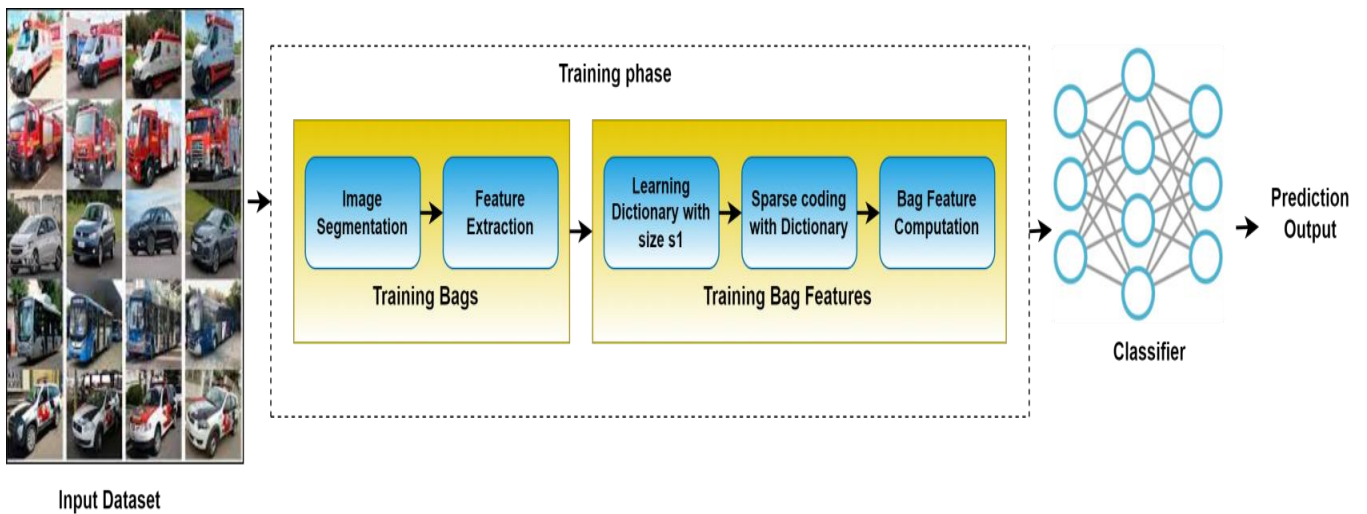 Training phase
Image
Segmentation
Feature
Extraction
Training Bags
Learning
Dictionary with
size s1
Sparse coding
with Dictionary
Bag Feature
Computation
Training Bag Features
Classifier
Prediction
Output
Input Dataset